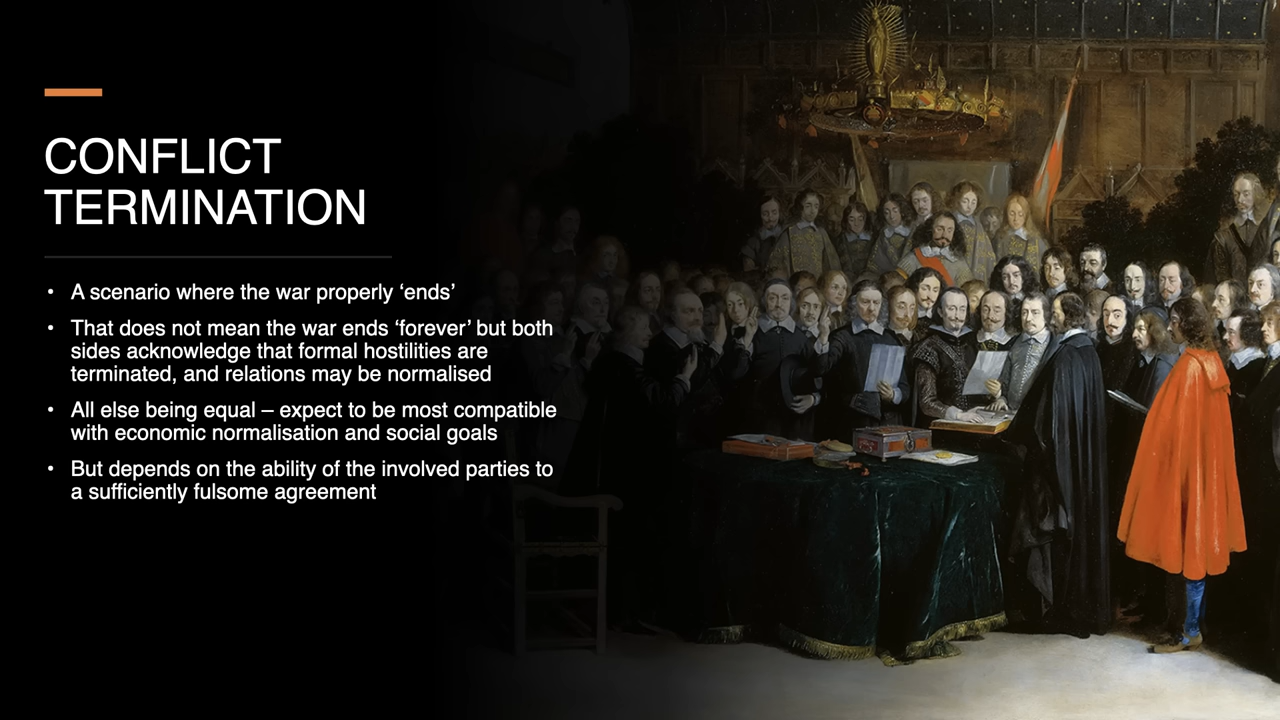 CONFLICT
TERMINATION
• A scenario where the war properly ‘ends’
• That does not mean the war ends ‘forever’ but both
sides acknowledge that formal hostilities are
terminated, and relations may be normalised
• All else being equal – expect to be most compatible
with economic normalisation and social goals
• But depends on the ability of the involved parties to
a sufficiently fulsome agreement